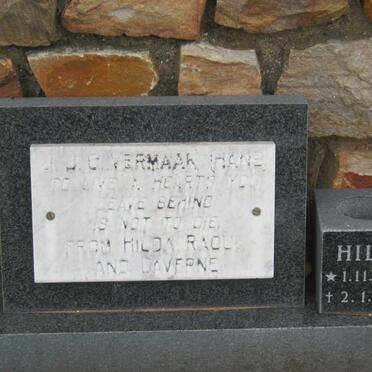 J.D.C. VERMAAK (HANS)
TO LIVE IN HEARTS YOU
LEAVE BEHIND
IS NOT TO DIE.
FROM HILDA, RAOUL
AND LAVERNE
HIL
★1.11.
†2.1.